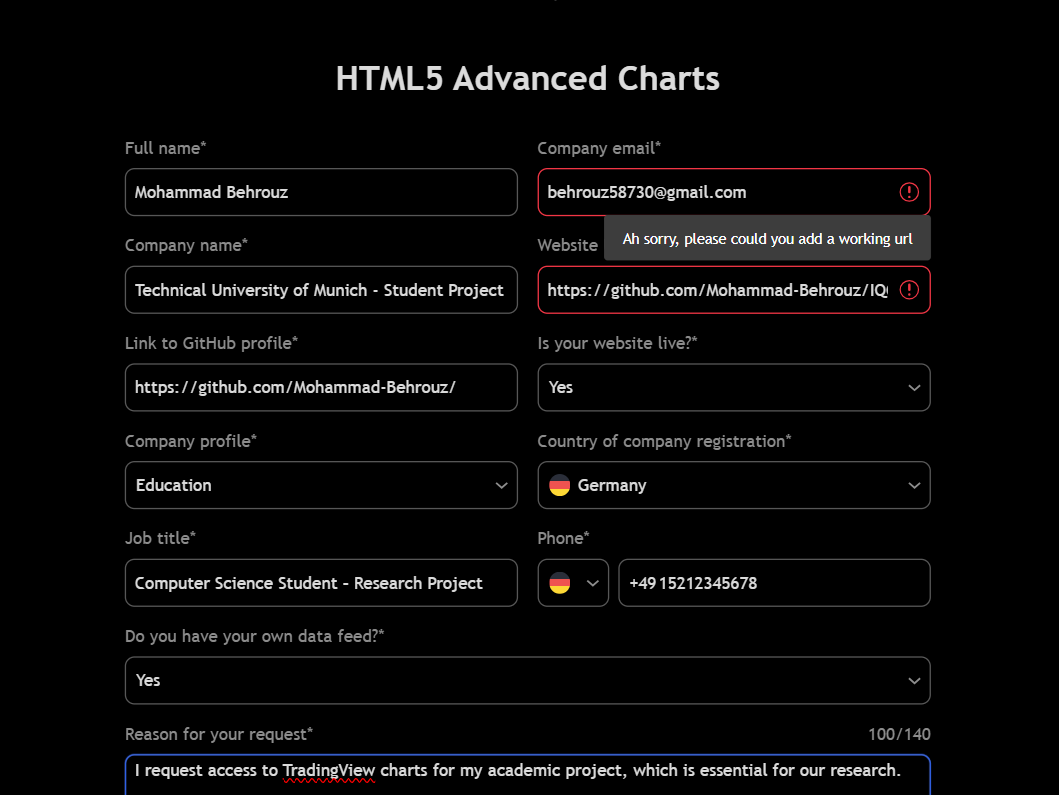 HTML5 Advanced Charts
Full name*
Company email*
Mohammad Behrouz
behrouz58730@gmail.com
Ah sorry, please could you add a working url
Company name*
Website
Technical University of Munich - Student Project
https://github.com/Mohammad-Behrouz/IQ
Link to GitHub profile*
Is your website live?*
https://github.com/Mohammad-Behrouz/
Yes
Company profile*
Country of company registration*
Education
Germany
Job title*
Phone*
Computer Science Student - Research Project
+49 15212345678
Do you have your own data feed?*
Yes
Reason for your request*
100/140
I request access to TradingView charts for my academic project, which is essential for our research.